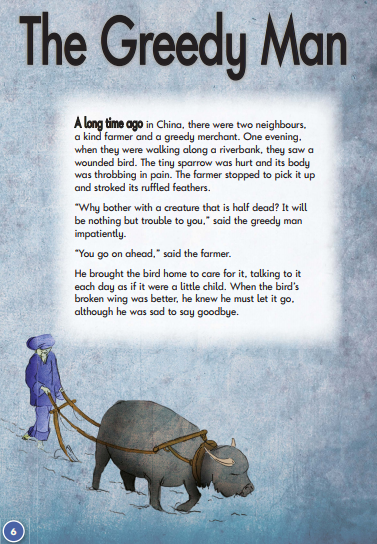 The Greedy Man
A long time ago in China, there were two neighbours,
a kind farmer and a greedy merchant. One evening,
when they were walking along a riverbank, they saw a
wounded bird. The tiny sparrow was hurt and its body
was throbbing in pain. The farmer stopped to pick it up
and stroked its ruffled feathers.
“Why bother with a creature that is half dead? It will
be nothing but trouble to you,” said the greedy man
impatiently.
“You go on ahead,” said the farmer.
He brought the bird home to care for it, talking to it
each day as if it were a little child. When the bird’s
broken wing was better, he knew he must let it go,
although he was sad to say goodbye.
6